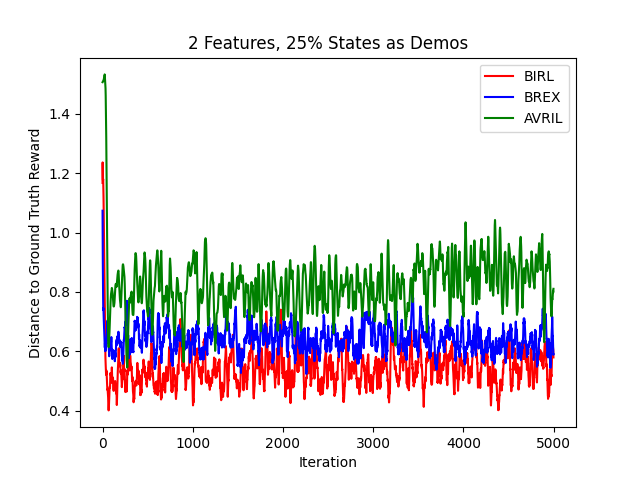 2 Features, 25% States as Demos
BIRL
BREX
AVRIL
Distance to Ground Truth Reward
1.4
1.2
1.0
0.8
0.6
0.4
0
1000
2000
3000
4000
5000
Iteration